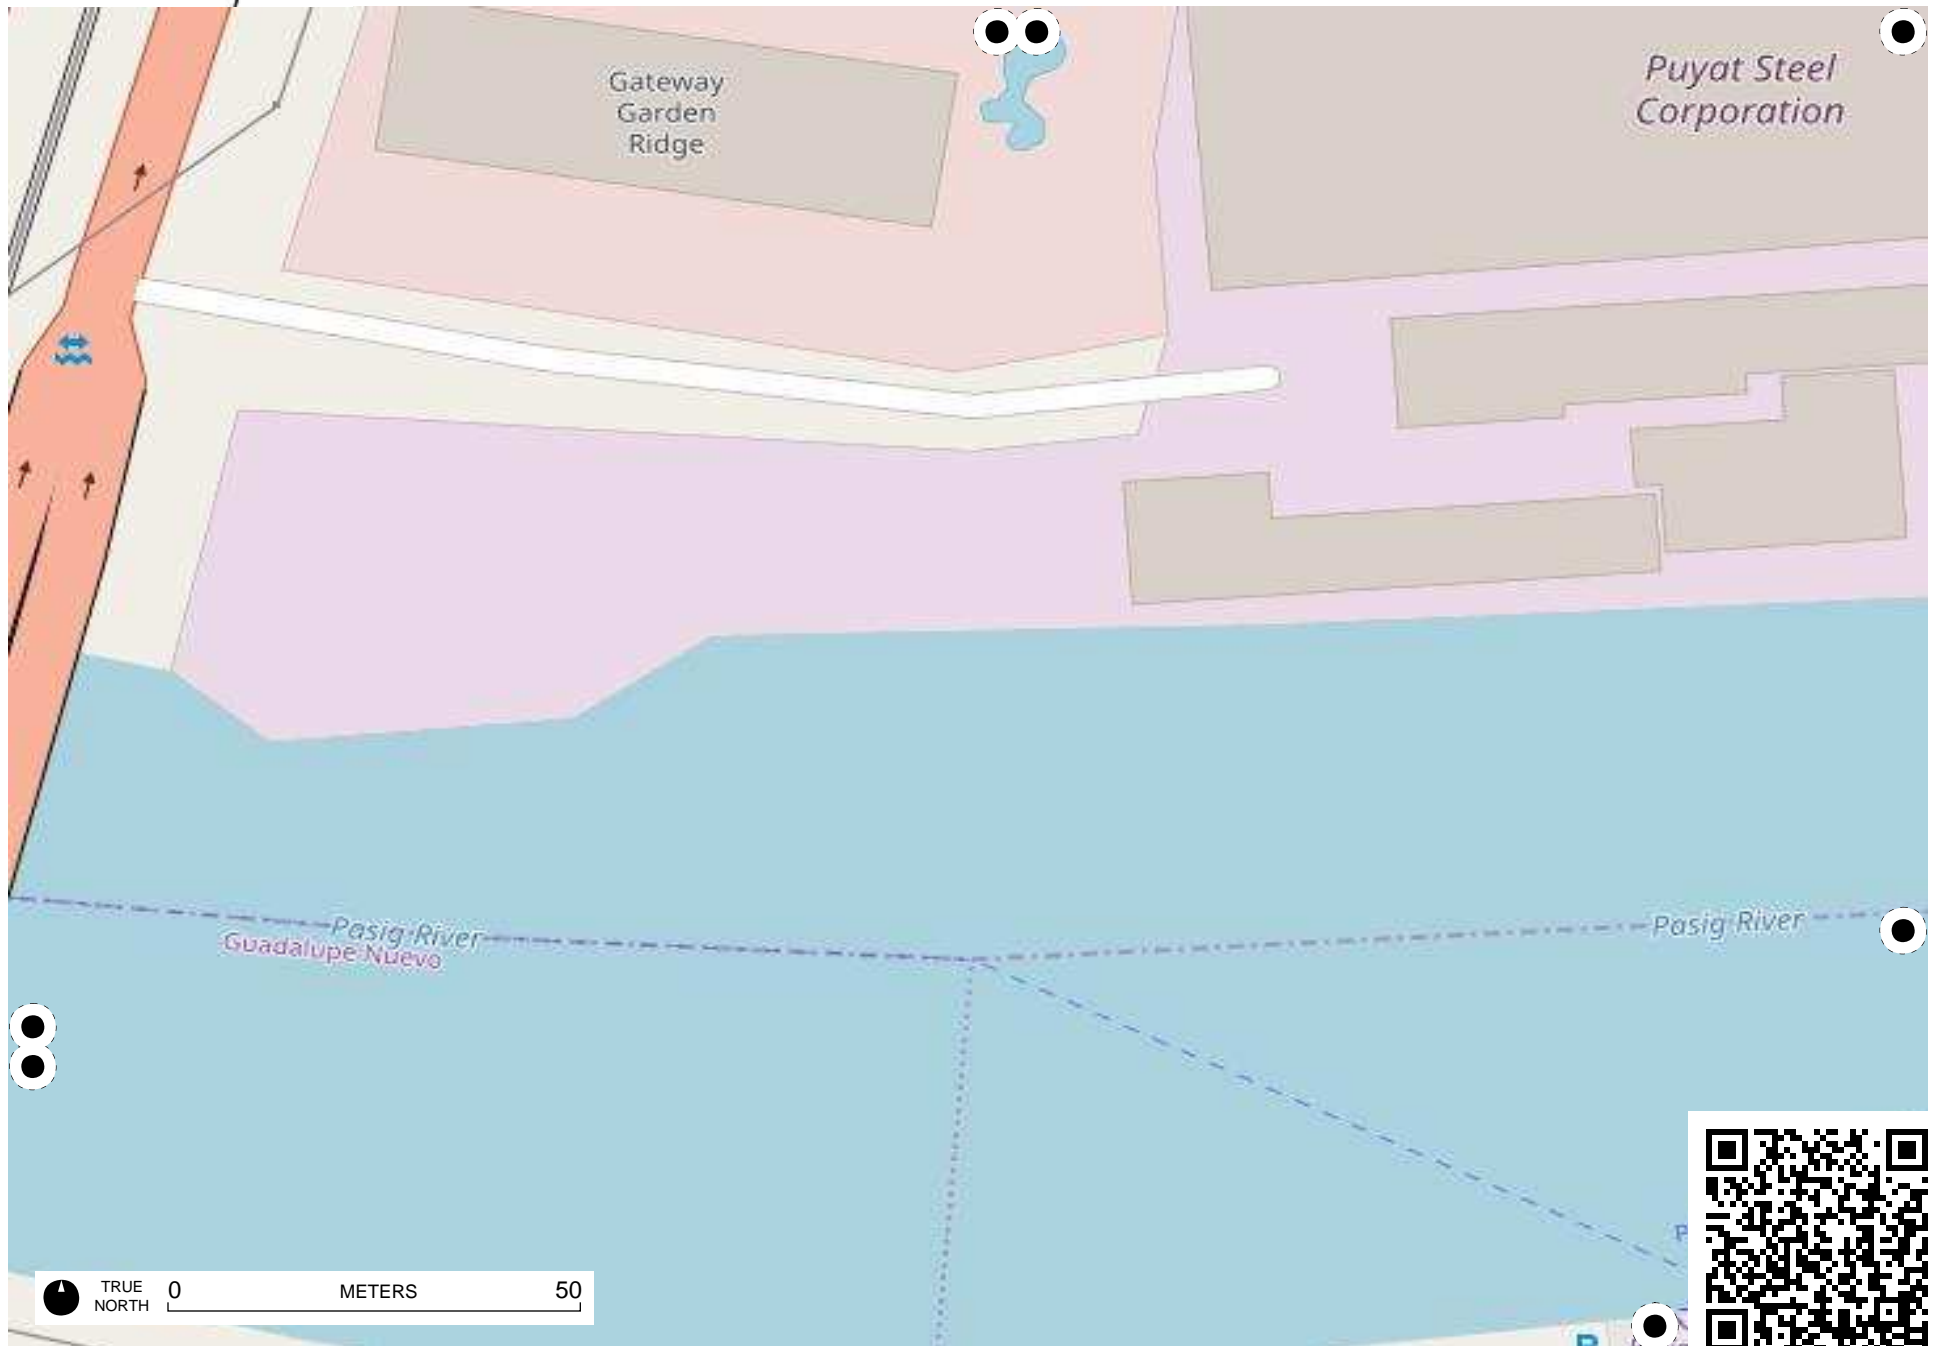 Gateway
Garden
Ridge
Puyat Steel
Corporation
Pasig River
Guadalupe Nuevo
Pasig River
TRUE
NORTH
0
METERS
50
P
P